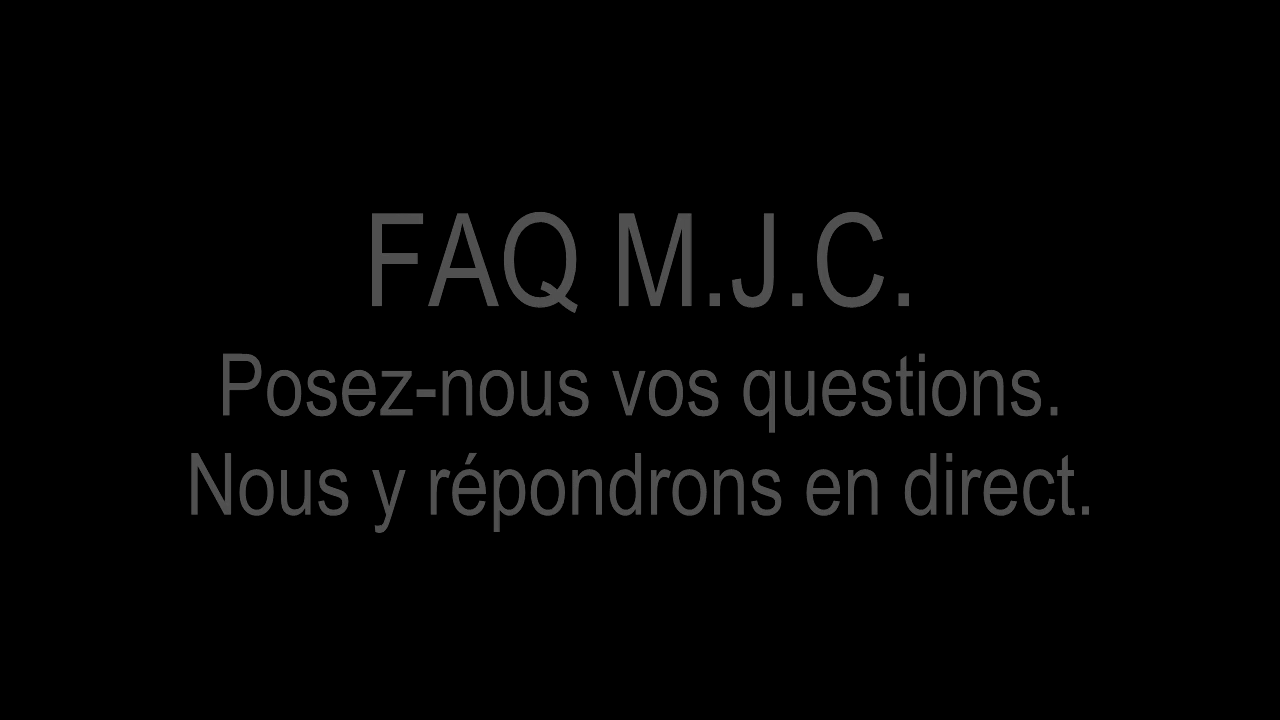 FAQ M.J.C.
Posez-nous vos questions.
Nous y répondrons en direct.